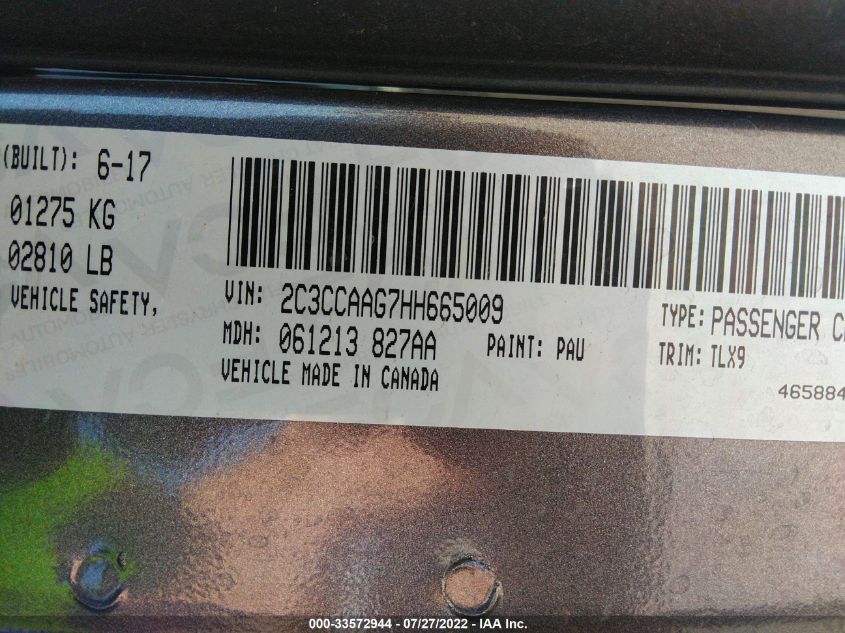 (BUILT): 6-17
01275 KG
02810 LB
VEHICLE SAFETY,
VIN: 2C3CCAAG7HH665009
MDH: 061213 827AA PAINT: PAU
VEHICLE MADE IN CANADA
TYPE: PASSENGER
TRIM: TLX9
46588
000-33572944 - 07/27/2022 - IAA Inc.